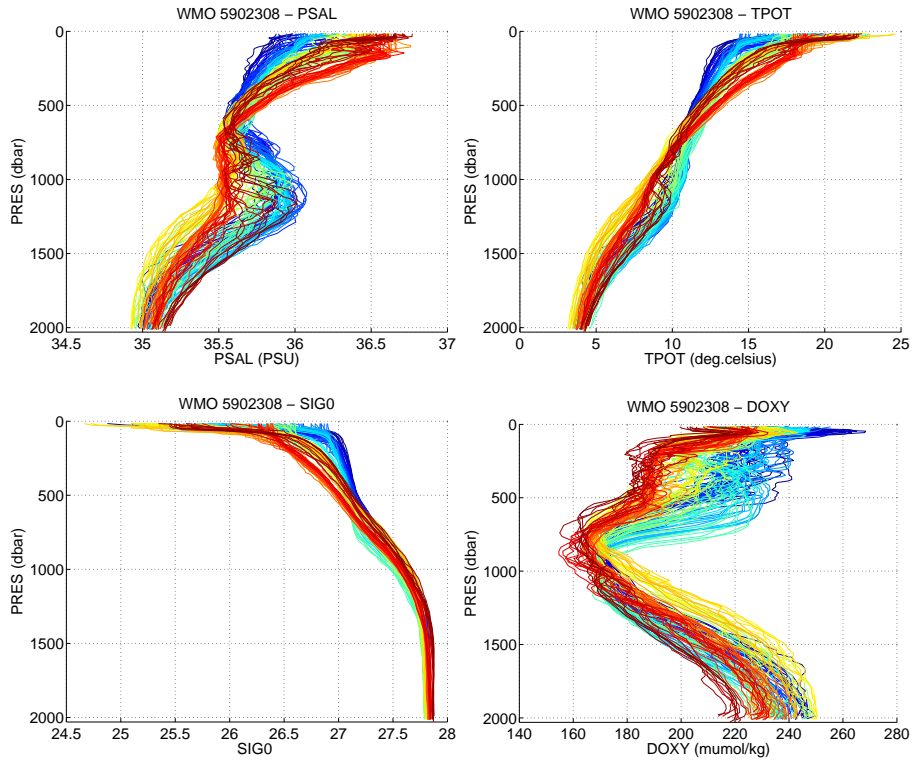 WMO 5902308 − PSAL
0
500
1000
1500
2000
PRES (dbar)
34.5 35 35.5 36 36.5 37
PSAL (PSU)
WMO 5902308 − TPOT
0
500
1000
1500
2000
PRES (dbar)
0 5 10 15 20 25
TPOT (deg.celsius)
WMO 5902308 − SIG0
0
500
1000
1500
2000
PRES (dbar)
24.5 25 25.5 26 26.5 27 27.5 28
SIG0
WMO 5902308 − DOXY
0
500
1000
1500
2000
PRES (dbar)
140 160 180 200 220 240 260 280
DOXY (mumol/kg)